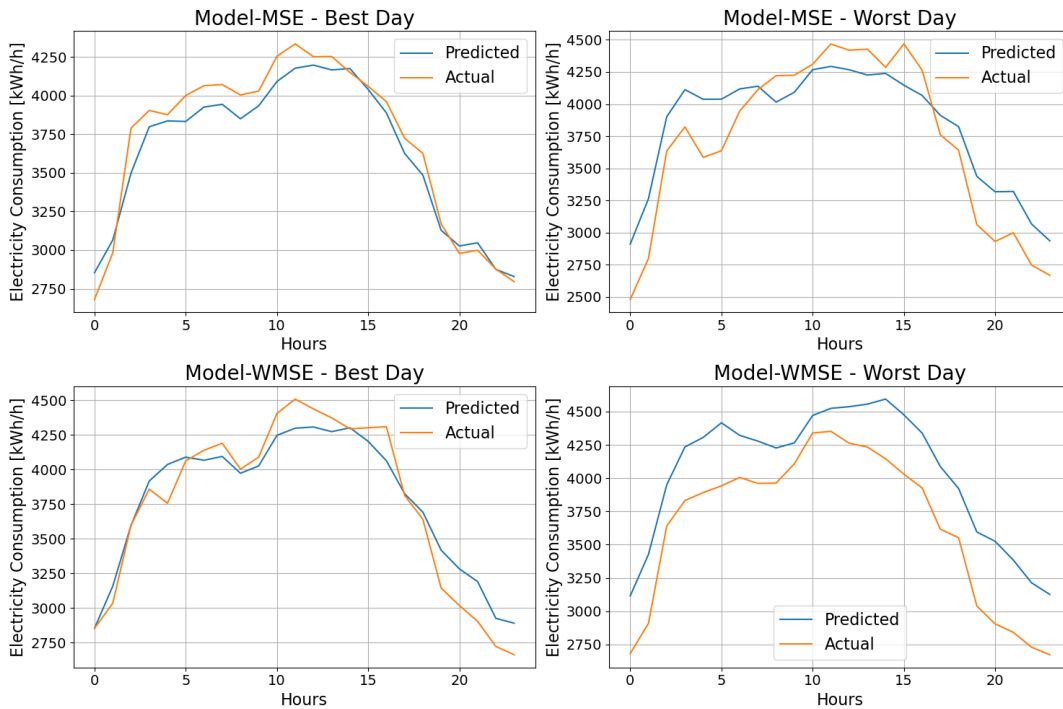 Model-MSE - Best Day
Electricity Consumption [kWh/h]
4250
4000
3750
3500
3250
3000
2750
Predicted
Actual
0 5 10 15 20
Hours
Model-MSE - Worst Day
Electricity Consumption [kWh/h]
4500
4250
4000
3750
3500
3250
3000
2750
2500
Predicted
Actual
0 5 10 15 20
Hours
Model-WMSE - Best Day
Electricity Consumption [kWh/h]
4500
4250
4000
3750
3500
3250
3000
2750
Predicted
Actual
0 5 10 15 20
Hours
Model-WMSE - Worst Day
Electricity Consumption [kWh/h]
4500
4250
4000
3750
3500
3250
3000
2750
Predicted
Actual
0 5 10 15 20
Hours